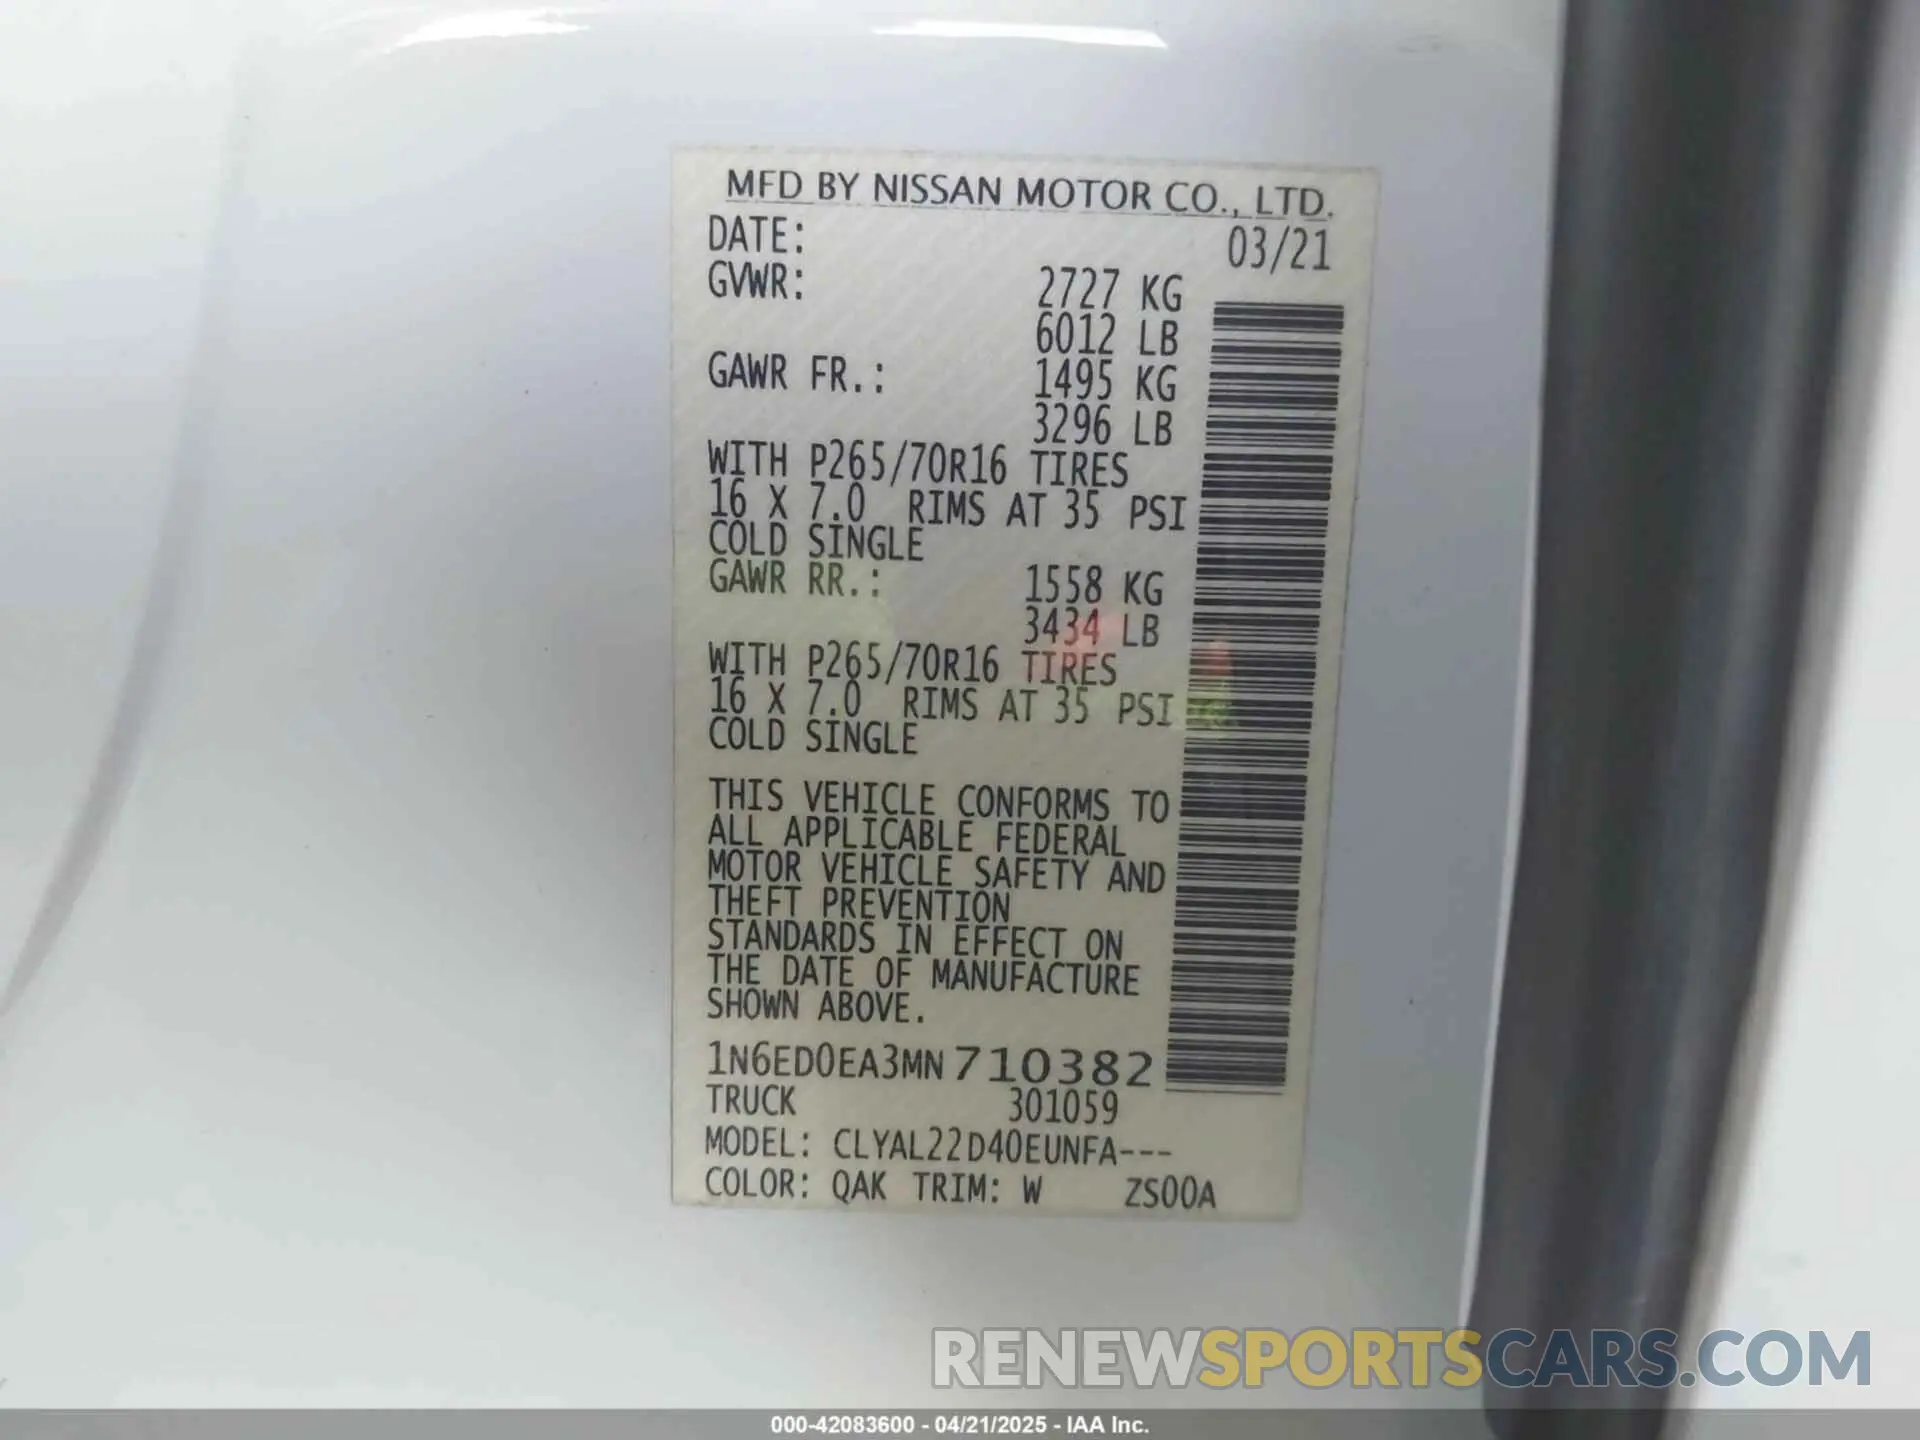 MFD BY NISSAN MOTOR CO., LTD.
DATE: 03/21
GVWR: 2727 KG
6012 LB
GAWR FR.: 1495 KG
3296 LB
WITH P265/70R16 TIRES
16 X 7.0 RIMS AT 35 PSI
COLD SINGLE
GAWR RR.: 1558 KG
3434 LB
WITH P265/70R16 TIRES
16 X 7.0 RIMS AT 35 PSI
COLD SINGLE
THIS VEHICLE CONFORMS TO
ALL APPLICABLE FEDERAL
MOTOR VEHICLE SAFETY AND
THEFT PREVENTION
STANDARDS IN EFFECT ON
THE DATE OF MANUFACTURE
SHOWN ABOVE.
1N6ED0EA3MN710382
TRUCK 301059
MODEL: CLYAL22D40EUNFA---
COLOR: QAK TRIM: W ZS00A
RENEWSPORTSCARS.COM
000-42083600 - 04/21/2025 - IAA Inc.